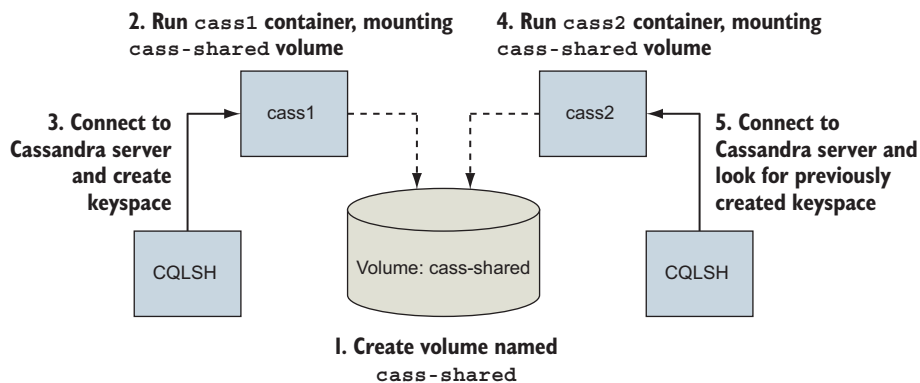 2. Run cass1 container, mounting
cass-shared volume
4. Run cass2 container, mounting
cass-shared volume
cass1
cass2
3. Connect to
Cassandra server
and create
keyspace
5. Connect to
Cassandra server and
look for previously
created keyspace
CQLSH
Volume: cass-shared
CQLSH
1. Create volume named
cass-shared